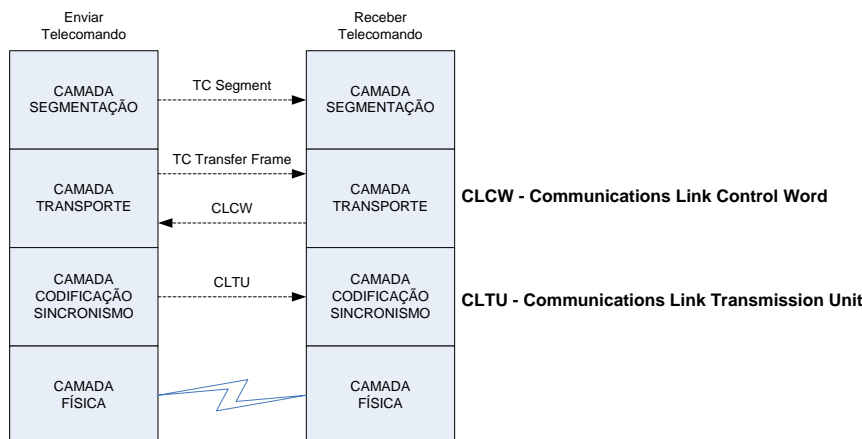 Enviar
Telecomando
Receber
Telecomando
CAMADA
SEGMENTAÇÃO
TC Segment
CAMADA
SEGMENTAÇÃO
CAMADA
TRANSPORTE
TC Transfer Frame
CLCW
CAMADA
TRANSPORTE
CLCW - Communications Link Control Word
CAMADA
CODIFICAÇÃO
SINCRONISMO
CLTU
CAMADA
CODIFICAÇÃO
SINCRONISMO
CLTU - Communications Link Transmission Unit
CAMADA
FÍSICA
CAMADA
FÍSICA